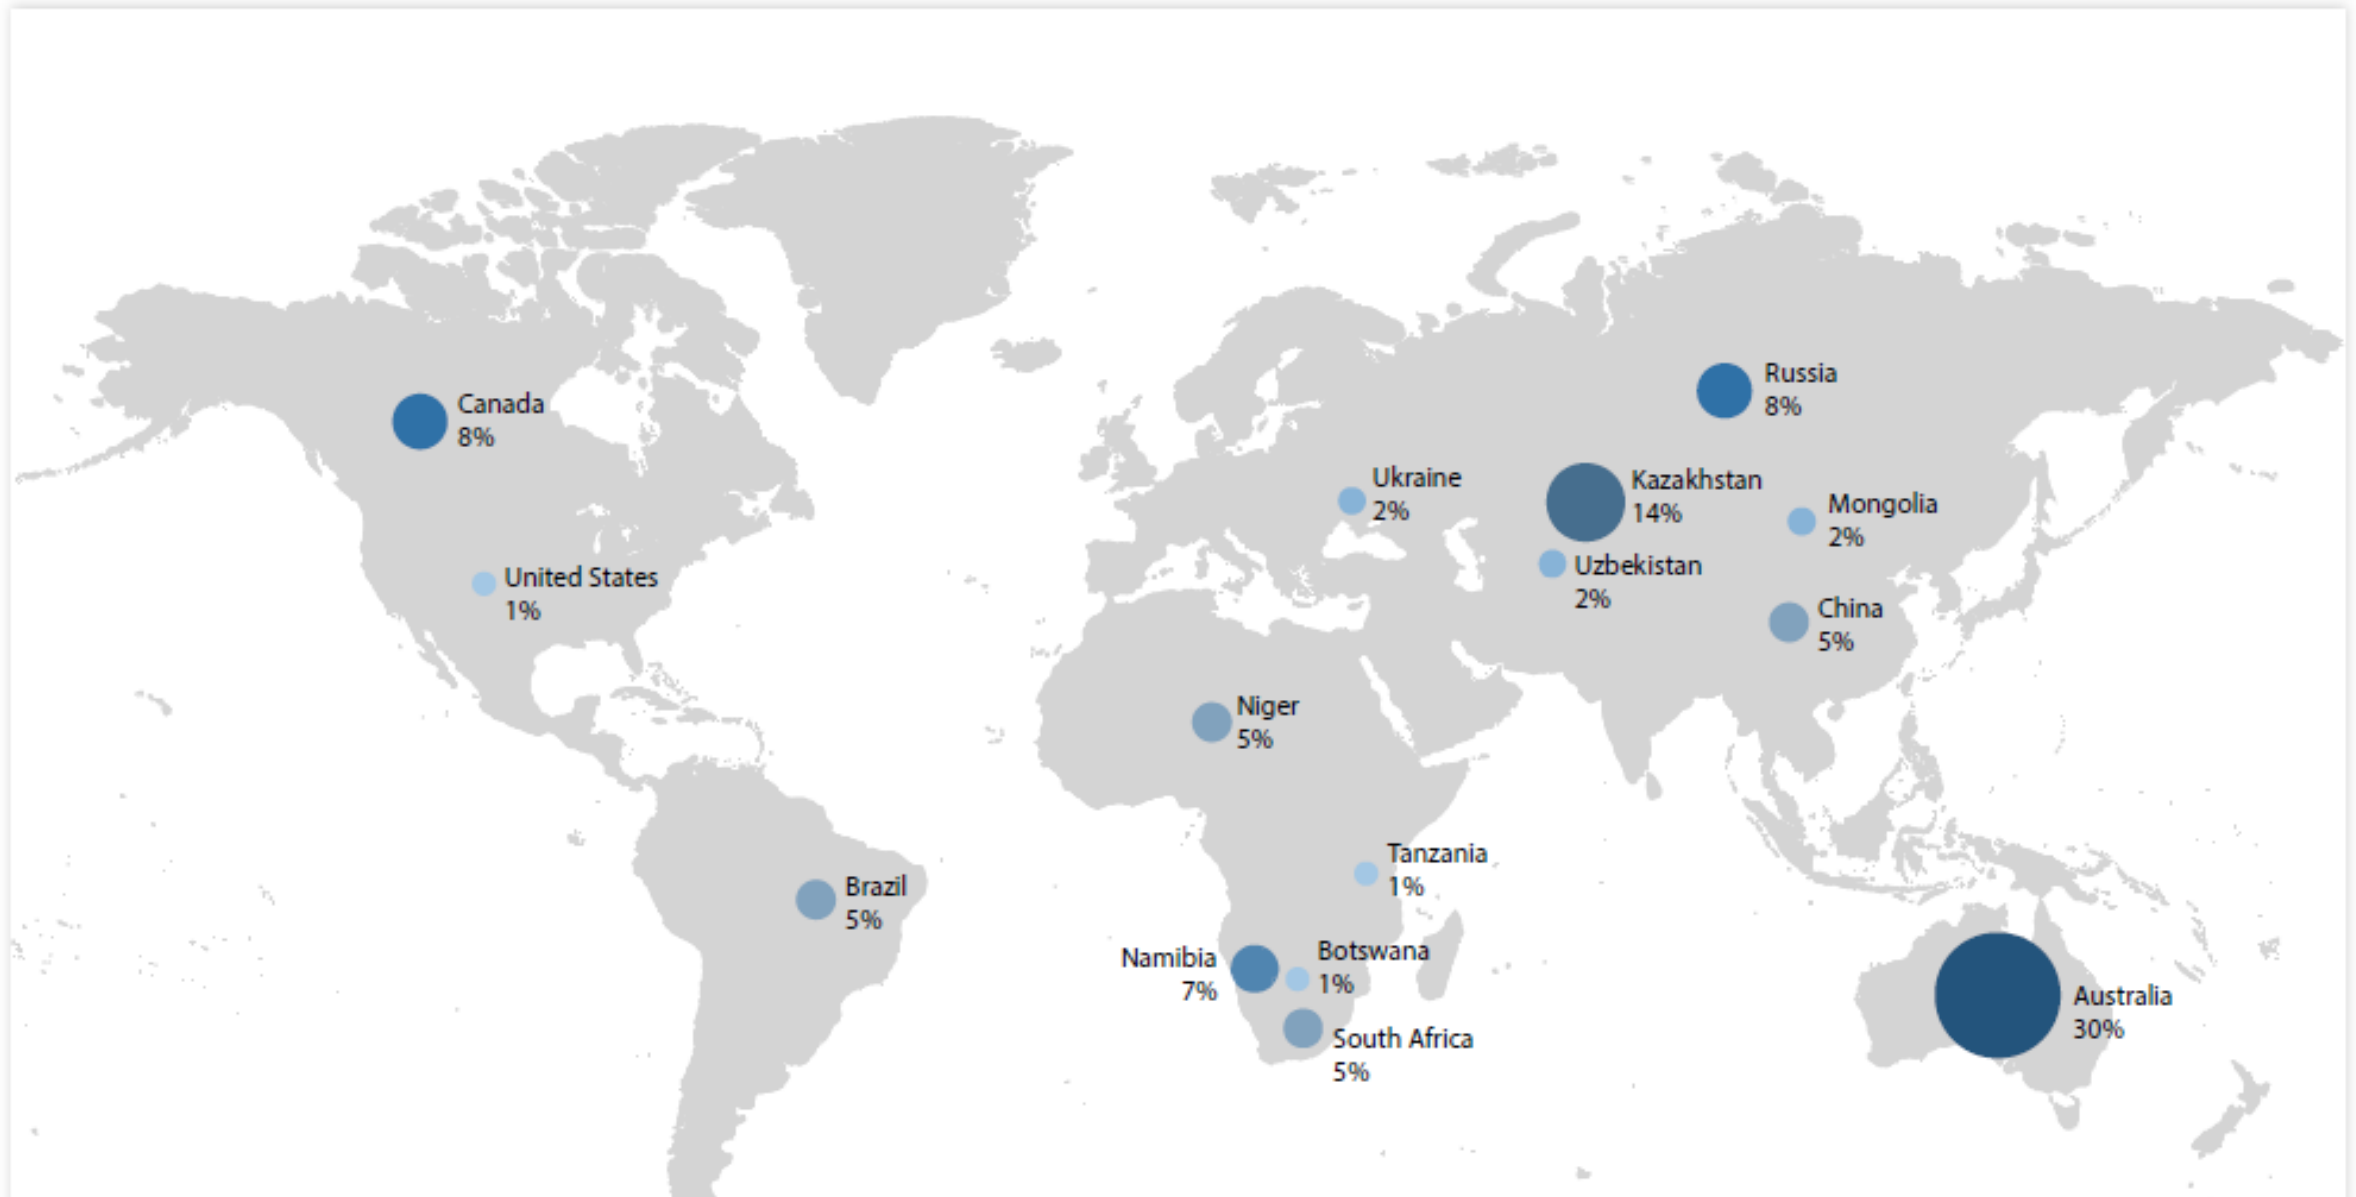 Russia
8%
Canada
8%
Ukraine
2%
Kazakhstan
14%
Mongolia
2%
Uzbekistan
2%
United States
1%
China
5%
Niger
5%
Tanzania
1%
Brazil
5%
Botswana
1%
Namibia
7%
Australia
30%
South Africa
5%